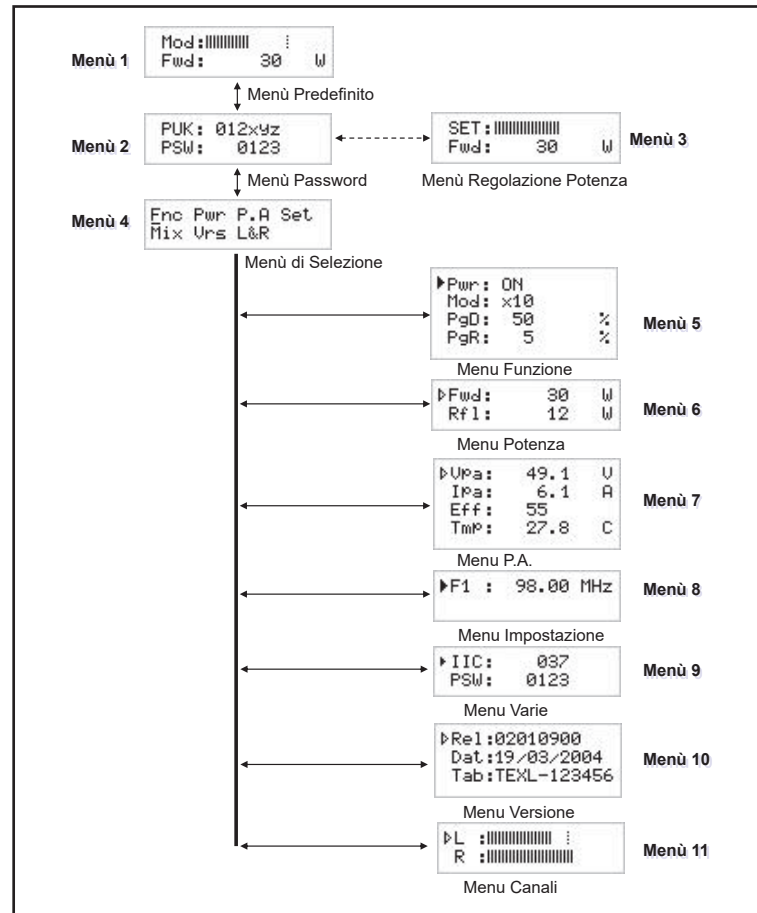 Menù 1
Mod:
Fwd: 30 W
Menù Predefinito
Menù 2
PUK: 012xyz
PSW: 0123
SET:
Fwd: 30 W
Menù 3
Menù Password
Menù Regolazione Potenza
Menù 4
Fnc Pwr P.A Set
Mix Vrs L&R
Menù di Selezione
Pwr: ON
Mod: x10
PgD: 50 %
PgR: 5 %
Menù 5
Menu Funzione
Fwd: 30 W
Rfl: 12 W
Menù 6
Menu Potenza
Vpa: 49.1 V
Ipa: 6.1 A
Eff: 55
Tmp: 27.8 C
Menù 7
Menu P.A.
F1 : 98.00 MHz
Menù 8
Menu Impostazione
IIC: 037
PSW: 0123
Menù 9
Menu Varie
Rel:02010900
Dat:19/03/2004
Tab:TEXL-123456
Menù 10
Menu Versione
L :
R :
Menù 11
Menu Canali